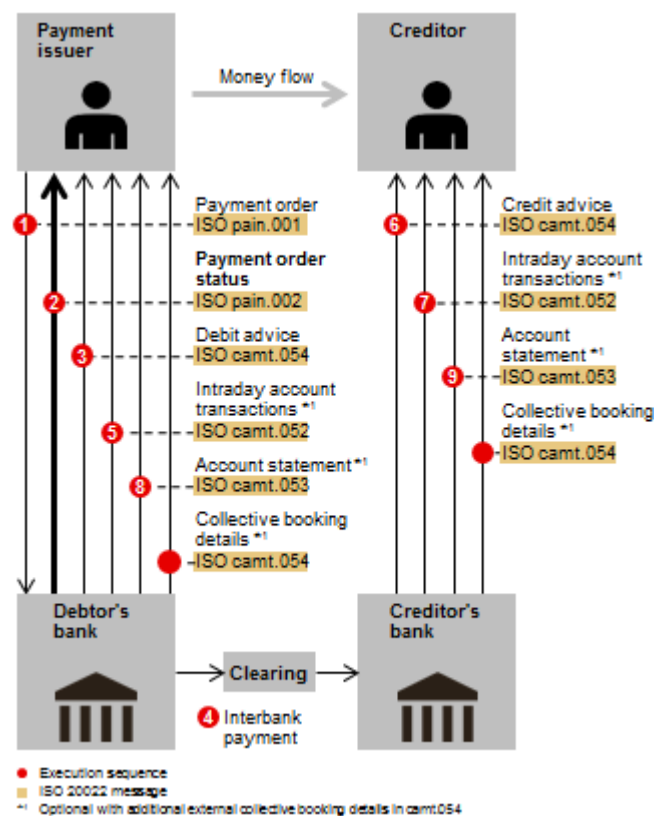 Payment
issuer
Creditor
Money flow
Payment order
1
ISO pain.001
Payment order
status
2
ISO pain.002
Debit advice
3
ISO camt.054
Intraday account
transactions *¹
5
ISO camt.052
Account statement *¹
8
ISO camt.053
Collective booking
details *¹
ISO camt.054
Credit advice
6
ISO camt.054
Intraday account
transactions *¹
7
ISO camt.052
Account
statement *¹
9
ISO camt.053
Collective booking
details *¹
ISO camt.054
Debtor's
bank
Clearing
Creditor's
bank
4 Interbank
payment
Execution sequence
ISO 20022 message
*¹ Optional with additional external collective booking details in camt.054